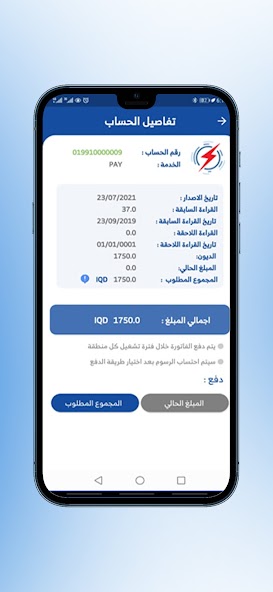 تفاصيل الحساب
رقم الحساب : 019910000009
الخدمة : PAY
تاريخ الاصدار : 23/07/2021
القراءة السابقة : 37.0
تاريخ القراءة السابقة : 23/09/2019
القراءة اللاحقة : 0.0
تاريخ القراءة اللاحقة : 01/01/0001
الديون: 1750.0
المبلغ الحالي: 0.0
المجموع المطلوب : 1750.0 IQD
اجمالي المبلغ : 1750.0 IQD
يتم دفع الفاتورة خلال فترة تشغيل كل منطقة
سيتم احتساب الرسوم بعد اختيار طريقة الدفع
دفع :
المبلغ الحالي
المجموع المطلوب